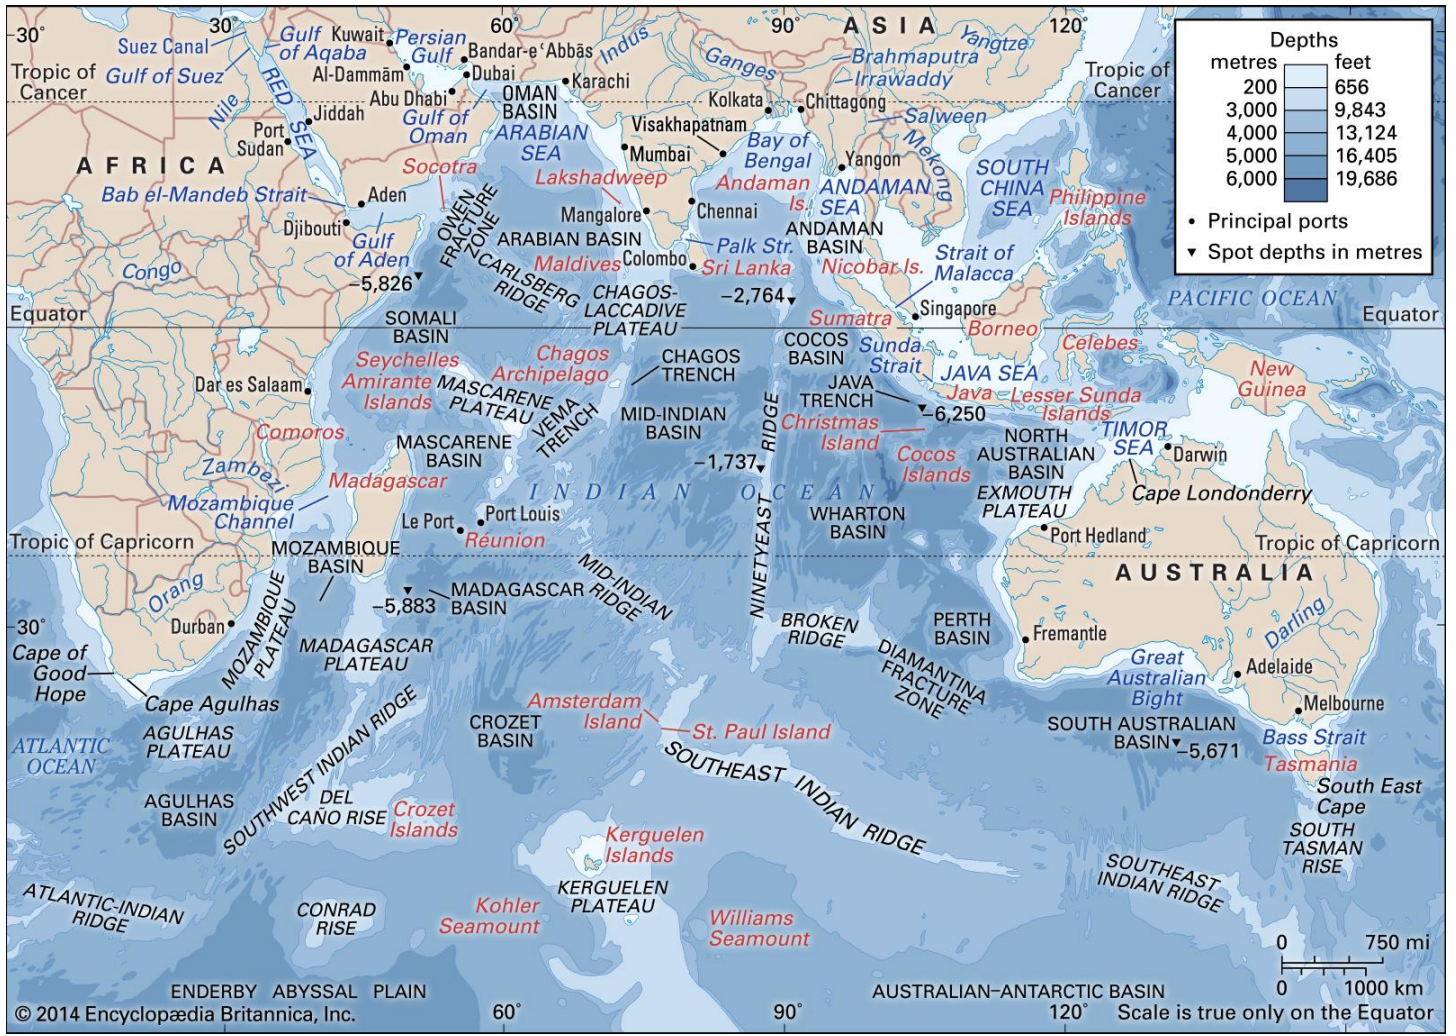 60°
90°
120°
30°
30°
ASIA
Suez Canal
Gulf
of Aqaba
Kuwait
Persian
Gulf
Gulf of Suez
Bandar-e ʿAbbās
Al-Dammām
Dubai
Indus
Ganges
Brahmaputra
Yangtze
Irrawaddy
Tropic of
Cancer
Tropic of
Cancer
Nile
RED SEA
Jiddah
Abu Dhabi
Gulf of
Oman
OMAN
BASIN
Karachi
Kolkata
Chittagong
Salween
Port
Sudan
ARABIAN
SEA
Visakhapatnam
Mumbai
Bay of
Bengal
Yangon
Mekong
SOUTH
CHINA
SEA
AFRICA
Socotra
Lakshadweep
Andaman
Is.
ANDAMAN
SEA
Philippine
Islands
Bab el-Mandeb Strait
Aden
Djibouti
Gulf
of Aden
OWEN
FRACTURE
ZONE
Mangalore
Chennai
ANDAMAN
BASIN
ARABIAN BASIN
Palk Str.
Strait of
Malacca
Congo
−5,826
CARLSBERG
RIDGE
Maldives
Colombo
Sri Lanka
Nicobar Is.
CHAGOS-
LACCADIVE
PLATEAU
−2,764
Singapore
PACIFIC OCEAN
Equator
Equator
SOMALI
BASIN
Sumatra
Borneo
Celebes
COCOS
BASIN
Sunda
Strait
Seychelles
Chagos
Archipelago
CHAGOS
TRENCH
JAVA SEA
New
Guinea
Dar es Salaam
Amirante
Islands
MASCARENE
PLATEAU
VEMA
TRENCH
MID-INDIAN
BASIN
JAVA
TRENCH
Java
−6,250
Lesser Sunda
Islands
Christmas
Island
Comoros
MASCARENE
BASIN
−1,737
Cocos
Islands
NORTH
AUSTRALIAN
BASIN
TIMOR
SEA
Darwin
Zambezi
Madagascar
Mozambique
Channel
INDIAN OCEAN
EXMOUTH
PLATEAU
Cape Londonderry
Le Port
Port Louis
Réunion
WHARTON
BASIN
Port Hedland
Tropic of Capricorn
Tropic of Capricorn
MOZAMBIQUE
BASIN
NINETYEAST RIDGE
AUSTRALIA
Orang
−5,883
MADAGASCAR
BASIN
MID-INDIAN
RIDGE
Durban
30°
MOZAMBIQUE
PLATEAU
MADAGASCAR
PLATEAU
BROKEN
RIDGE
PERTH
BASIN
Fremantle
Darling
Cape of
Good
Hope
Cape Agulhas
DIAMANTINA
FRACTURE
ZONE
Great
Australian
Bight
Adelaide
Melbourne
AGULHAS
PLATEAU
ATLANTIC
OCEAN
SOUTHWEST INDIAN RIDGE
CROZET
BASIN
Amsterdam
Island
St. Paul Island
SOUTH AUSTRALIAN
BASIN
−5,671
Bass Strait
Tasmania
SOUTHEAST INDIAN RIDGE
AGULHAS
BASIN
DEL
CAÑO RISE
Crozet
Islands
South East
Cape
Kerguelen
Islands
SOUTH
TASMAN
RISE
SOUTHEAST
INDIAN RIDGE
ATLANTIC-INDIAN
RIDGE
CONRAD
RISE
Kohler
Seamount
KERGUELEN
PLATEAU
Williams
Seamount
ENDERBY ABYSSAL PLAIN
AUSTRALIAN–ANTARCTIC BASIN
60°
90°
120°
Depths
metres feet
200 656
3,000 9,843
4,000 13,124
5,000 16,405
6,000 19,686
Principal ports
Spot depths in metres
0 750 mi
0 1000 km
Scale is true only on the Equator
© 2014 Encyclopædia Britannica, Inc.
30°